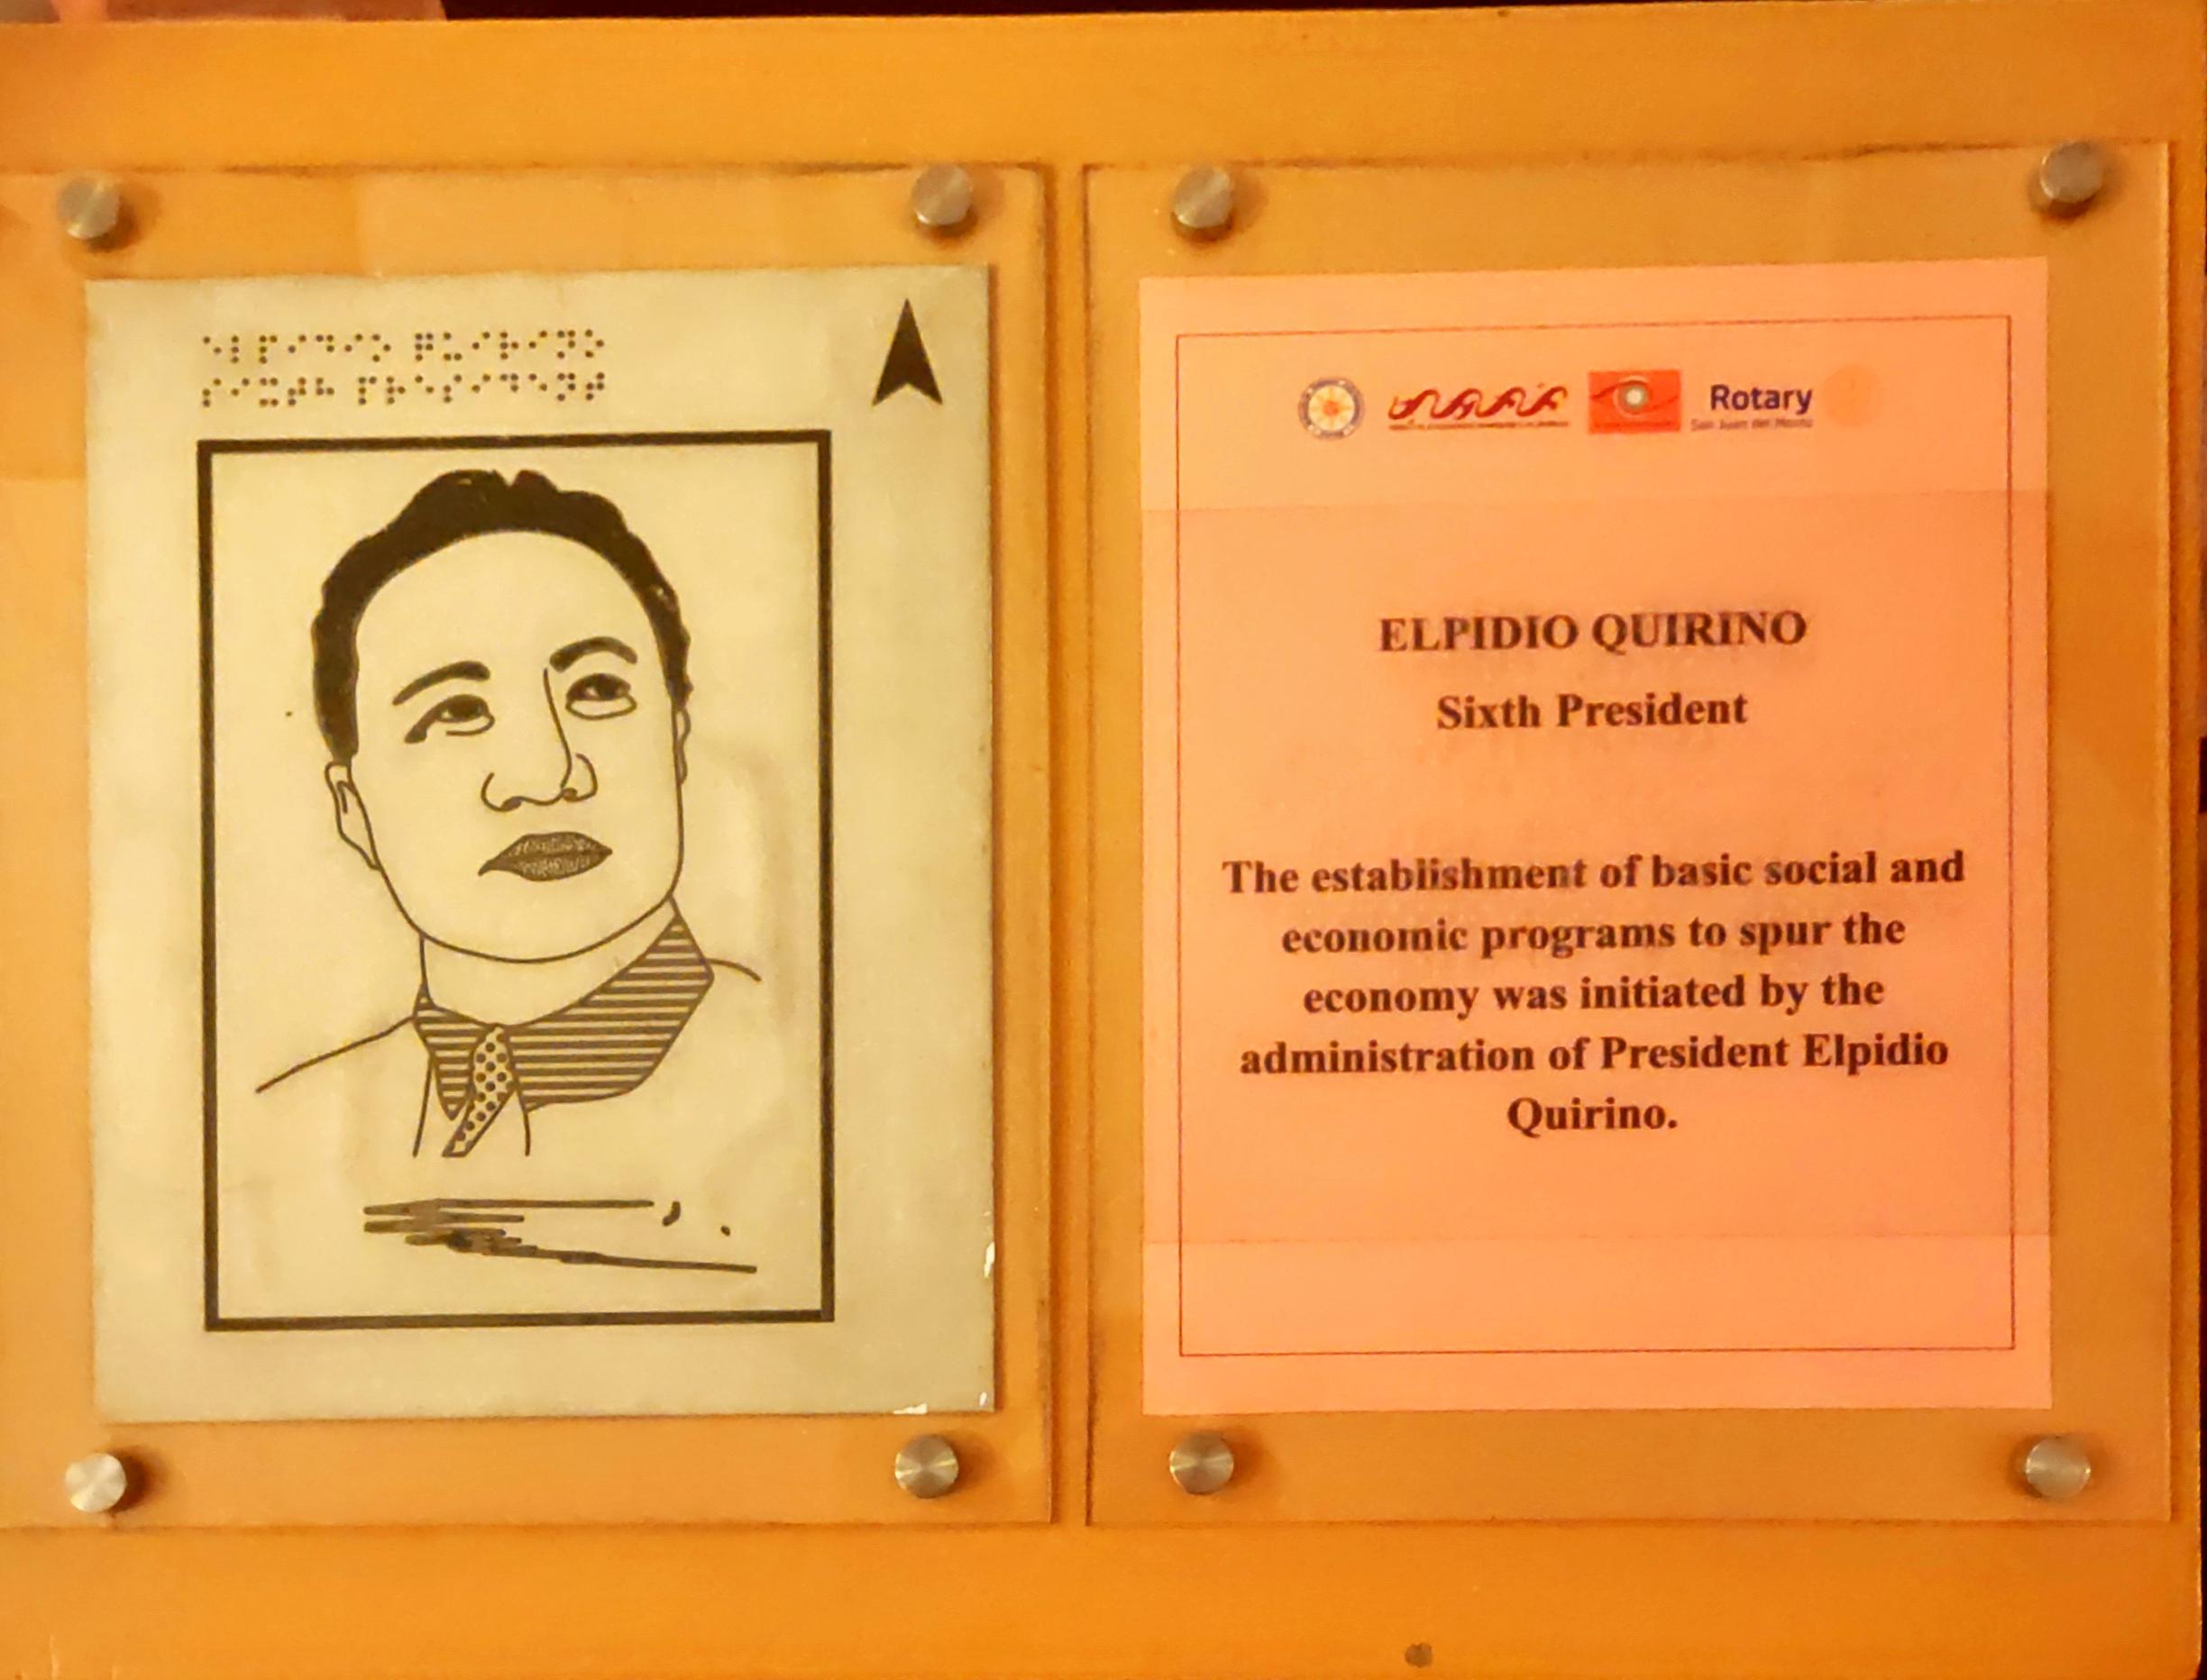 ⠑⠇⠏⠊⠙⠊⠕ ⠟⠥⠊⠗⠊⠝⠕
⠎⠊⠭⠞⠓ ⠏⠗⠑⠎⠊⠙⠑⠝⠞
Rotary
San Juan del Monte
ELPIDIO QUIRINO
Sixth President
The establishment of basic social and
economic programs to spur the
economy was initiated by the
administration of President Elpidio
Quirino.